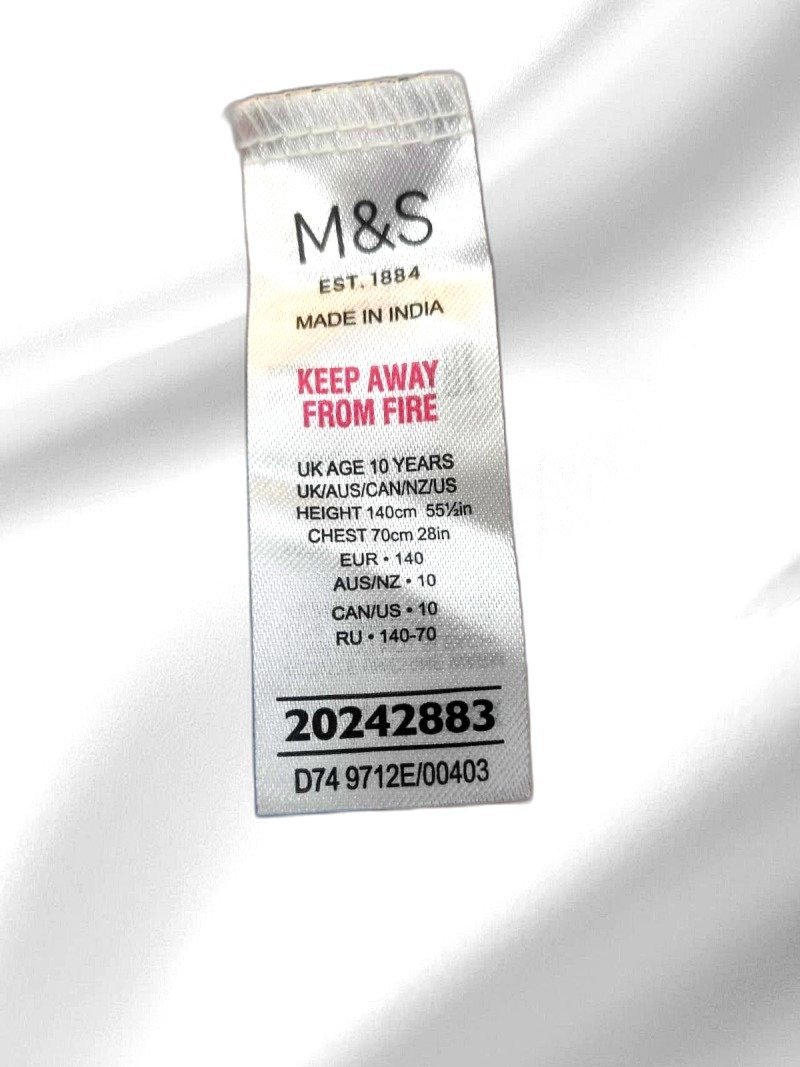 M&S
EST. 1884
MADE IN INDIA
KEEP AWAY
FROM FIRE
UK AGE 10 YEARS
UK/AUS/CAN/NZ/US
HEIGHT 140cm 55½in
CHEST 70cm 28in
EUR • 140
AUS/NZ • 10
CAN/US • 10
RU • 140-70
20242883
D74 9712E/00403